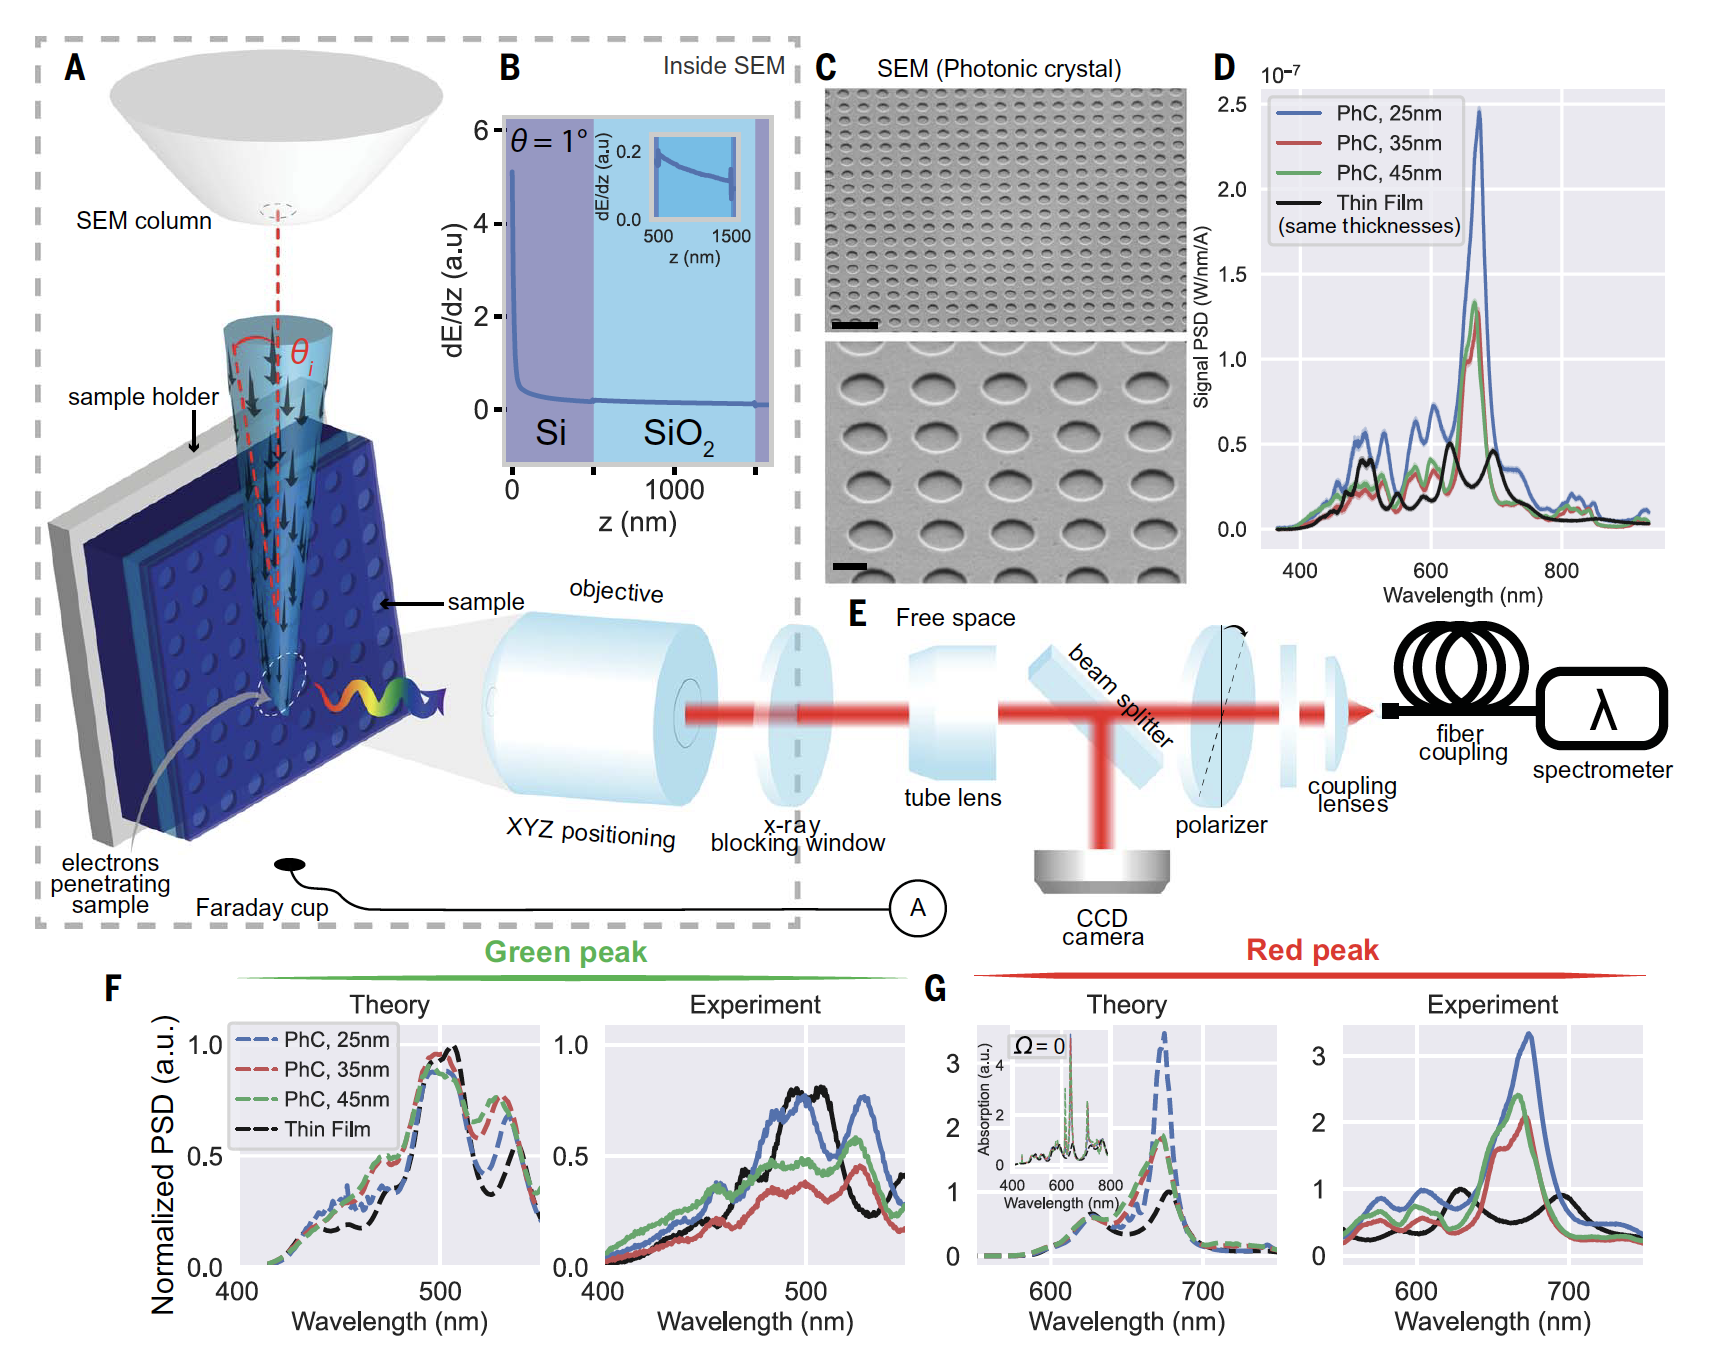 A
SEM column
sample holder
θi
sample
electrons
penetrating
sample
Faraday cup
A
objective
XYZ positioning
x-ray
blocking window
B
Inside SEM
θ = 1°
6
4
2
0
dE/dz (a.u)
Si
SiO2
0
1000
z (nm)
0.2
0.0
dE/dz (a.u)
500
1500
z (nm)
C
SEM (Photonic crystal)
D
10⁻⁷
PhC, 25nm
PhC, 35nm
PhC, 45nm
Thin Film
(same thicknesses)
2.5
2.0
1.5
1.0
0.5
0.0
Signal PSD (W/nm/A)
400
600
800
Wavelength (nm)
E
Free space
tube lens
beam splitter
CCD
camera
polarizer
coupling
lenses
fiber
coupling
λ
spectrometer
Green peak
F
Theory
PhC, 25nm
PhC, 35nm
PhC, 45nm
Thin Film
1.0
0.5
0.0
Normalized PSD (a.u.)
400
500
Wavelength (nm)
Experiment
1.0
0.5
0.0
400
500
Wavelength (nm)
Red peak
G
Theory
3
2
1
0
600
700
Wavelength (nm)
Ω = 0
4
2
0
Absorption (a.u.)
400
600
800
Wavelength (nm)
Experiment
3
2
1
0
600
700
Wavelength (nm)